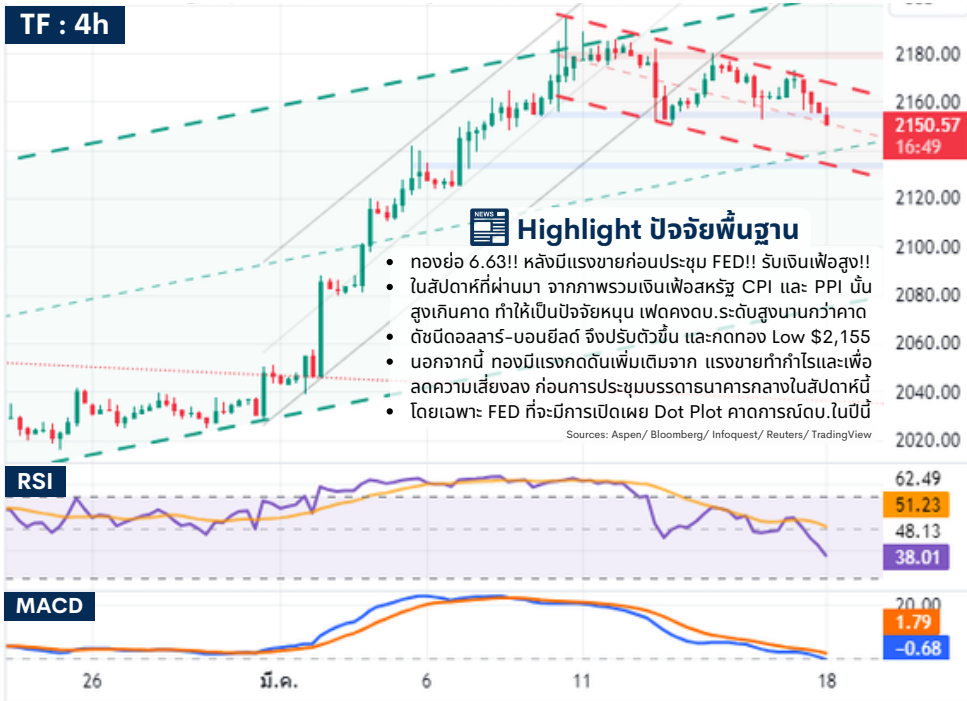 TF : 4h
2180.00
2160.00
2150.57
16:49
2120.00
2100.00
2080.00
2060.00
2040.00
2020.00
NEWS
Highlight ปัจจัยพื้นฐาน
• ทองย่อ 6.63!! หลังมีแรงขายก่อนประชุม FED!! รับเงินเฟ้อสูง!!
• ในสัปดาห์ที่ผ่านมา จากภาพรวมเงินเฟ้อสหรัฐ CPI และ PPI นั้น
สูงเกินคาด ทำให้เป็นปัจจัยหนุน เฟดคงดบ.ระดับสูงนานกว่าคาด
• ดัชนีดอลลาร์-บอนยีลด์ จึงปรับตัวขึ้น และกดทอง Low $2,155
• นอกจากนี้ ทองมีแรงกดดันเพิ่มเติมจาก แรงขายทำกำไรและเพื่อ
ลดความเสี่ยงลง ก่อนการประชุมบรรดาธนาคารกลางในสัปดาห์นี้
• โดยเฉพาะ FED ที่จะมีการเปิดเผย Dot Plot คาดการณ์ดบ.ในปีนี้
Sources: Aspen/ Bloomberg/ Infoquest/ Reuters/ TradingView
RSI
62.49
51.23
48.13
38.01
MACD
20.00
1.79
-0.68
26
มี.ค.
6
11
18